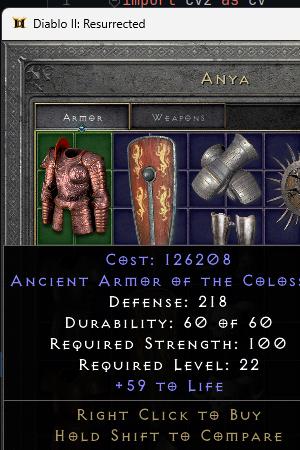 import cv2 as cv
Diablo II: Resurrected
Anya
Armor
Weapons
Cost: 126208
Ancient Armor of the Colos
Defense: 218
Durability: 60 of 60
Required Strength: 100
Required Level: 22
+59 to Life
Right Click to Buy
Hold Shift to Compare